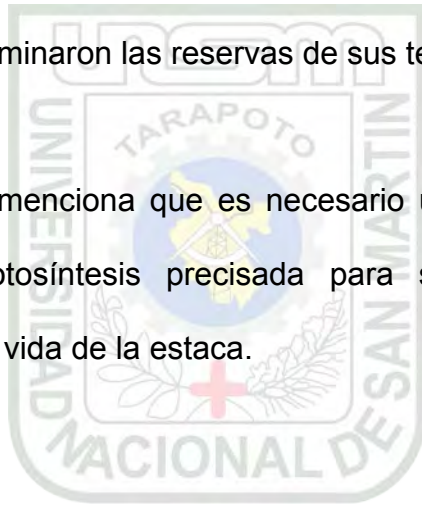 unsm
TARAPOTO
UNIVERSIDAD NACIONAL DE SAN MARTIN
minaron las reservas de sus te
menciona que es necesario u
otosíntesis precisada para s
vida de la estaca.